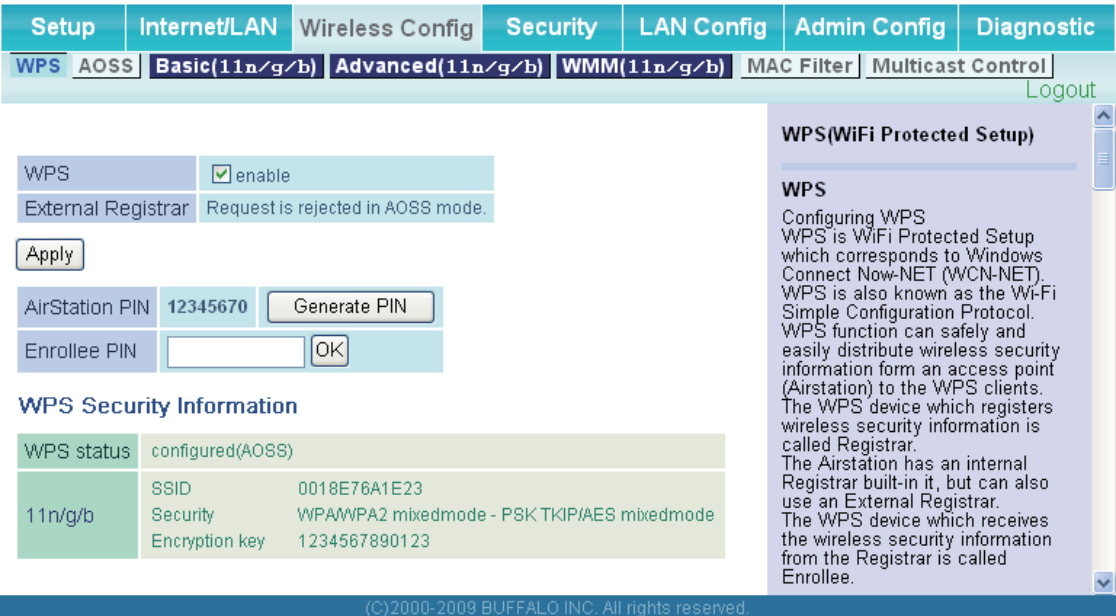 Setup Internet/LAN Wireless Config Security LAN Config Admin Config Diagnostic
WPS AOSS Basic(11n/g/b) Advanced(11n/g/b) WMM(11n/g/b) MAC Filter Multicast Control
Logout
WPS enable
External Registrar Request is rejected in AOSS mode.
Apply
AirStation PIN 12345670 Generate PIN
Enrollee PIN OK
WPS Security Information
WPS status configured(AOSS)
11n/g/b
SSID 0018E76A1E23
Security WPA/WPA2 mixedmode - PSK TKIP/AES mixedmode
Encryption key 1234567890123
WPS(WiFi Protected Setup)
WPS
Configuring WPS
WPS is WiFi Protected Setup
which corresponds to Windows
Connect Now-NET (WCN-NET).
WPS is also known as the Wi-Fi
Simple Configuration Protocol.
WPS function can safely and
easily distribute wireless security
information form an access point
(Airstation) to the WPS clients.
The WPS device which registers
wireless security information is
called Registrar.
The Airstation has an internal
Registrar built-in it, but can also
use an External Registrar.
The WPS device which receives
the wireless security information
from the Registrar is called
Enrollee.
(C)2000-2009 BUFFALO INC. All rights reserved.